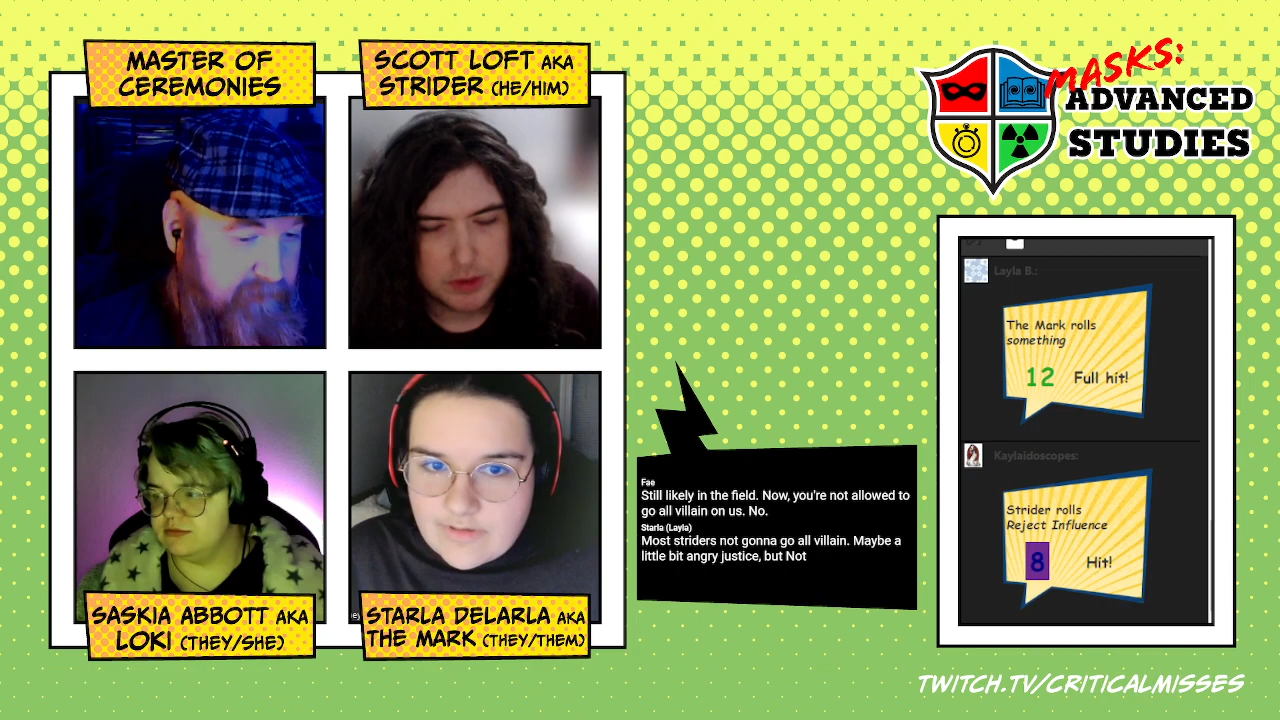 MASTER OF
CEREMONIES
SCOTT LOFT AKA
STRIDER (HE/HIM)
SASKIA ABBOTT AKA
LOKI (THEY/SHE)
STARLA DELARLA AKA
THE MARK (THEY/THEM)
Fae
Still likely in the field. Now, you're not allowed to
go all villain on us. No.
Starla (Layla)
Most striders not gonna go all villain. Maybe a
little bit angry justice, but Not
MASKS:
ADVANCED
STUDIES
Layla B.:
The Mark rolls
something
12 Full hit!
Kaylaidoscopes:
Strider rolls
Reject Influence
8 Hit!
TWITCH.TV/CRITICALMISSES